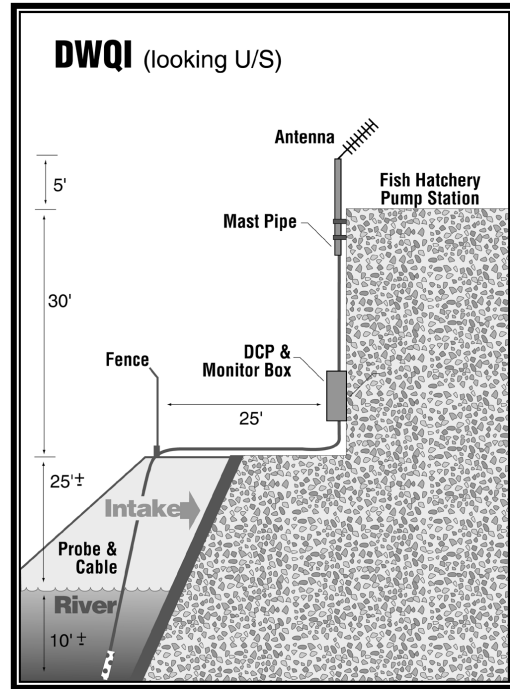 DWQI (looking U/S)
Antenna
5'
Fish Hatchery
Pump Station
Mast Pipe
30'
DCP &
Monitor Box
Fence
25'
25'±
Intake
Probe &
Cable
River
10'±